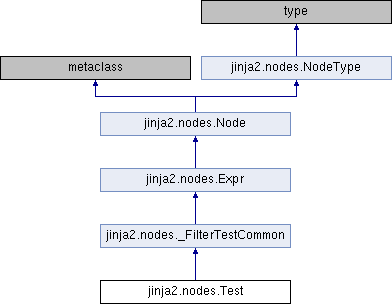 type
metaclass
jinja2.nodes.NodeType
jinja2.nodes.Node
jinja2.nodes.Expr
jinja2.nodes._FilterTestCommon
jinja2.nodes.Test